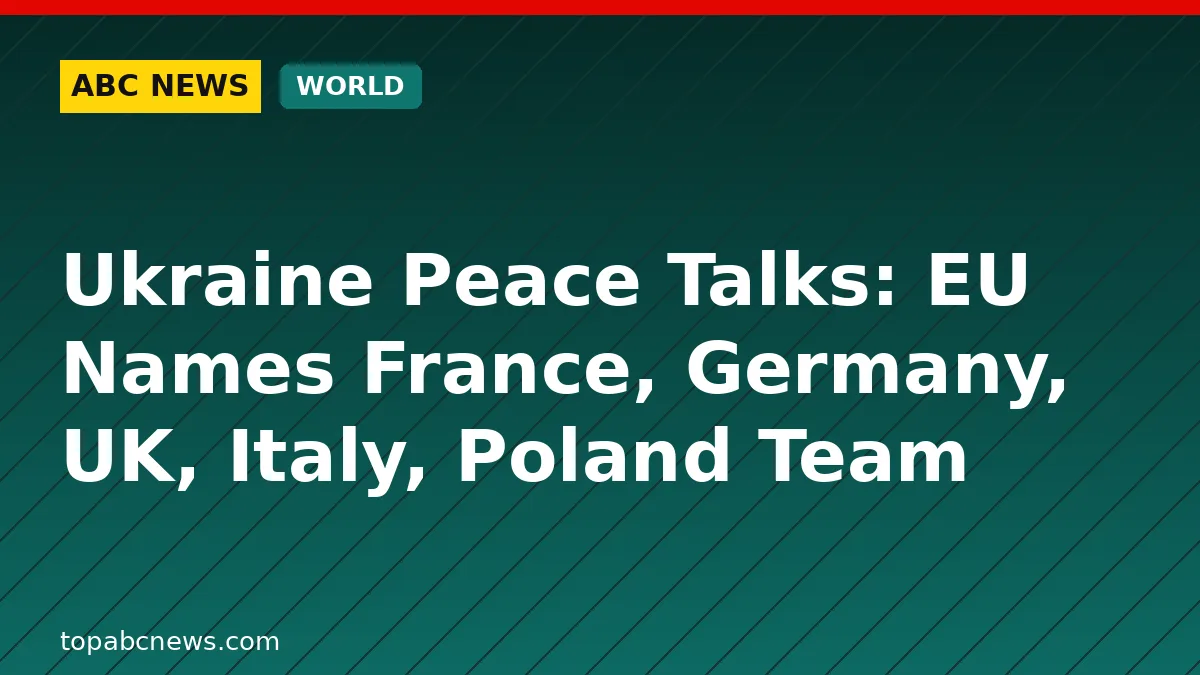 ABC NEWS WORLD
Ukraine Peace Talks: EU
Names France, Germany,
UK, Italy, Poland Team
topabcnews.com